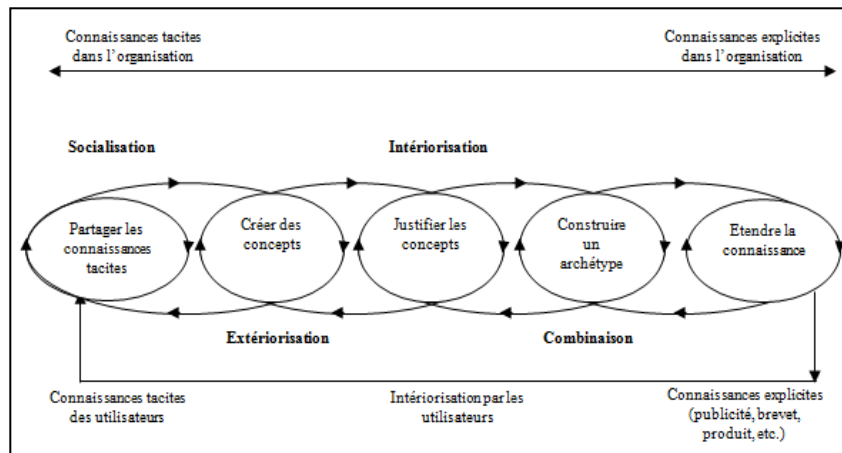 Connaissances tacites
dans l'organisation
Connaissances explicites
dans l'organisation
Socialisation
Intériorisation
Partager les
connaissances
tacites
Créer des
concepts
Justifier les
concepts
Construire
un
archétype
Etendre la
connaissance
Extériorisation
Combinaison
Connaissances tacites
des utilisateurs
Intériorisation par les
utilisateurs
Connaissances explicites
(publicité, brevet,
produit, etc.)